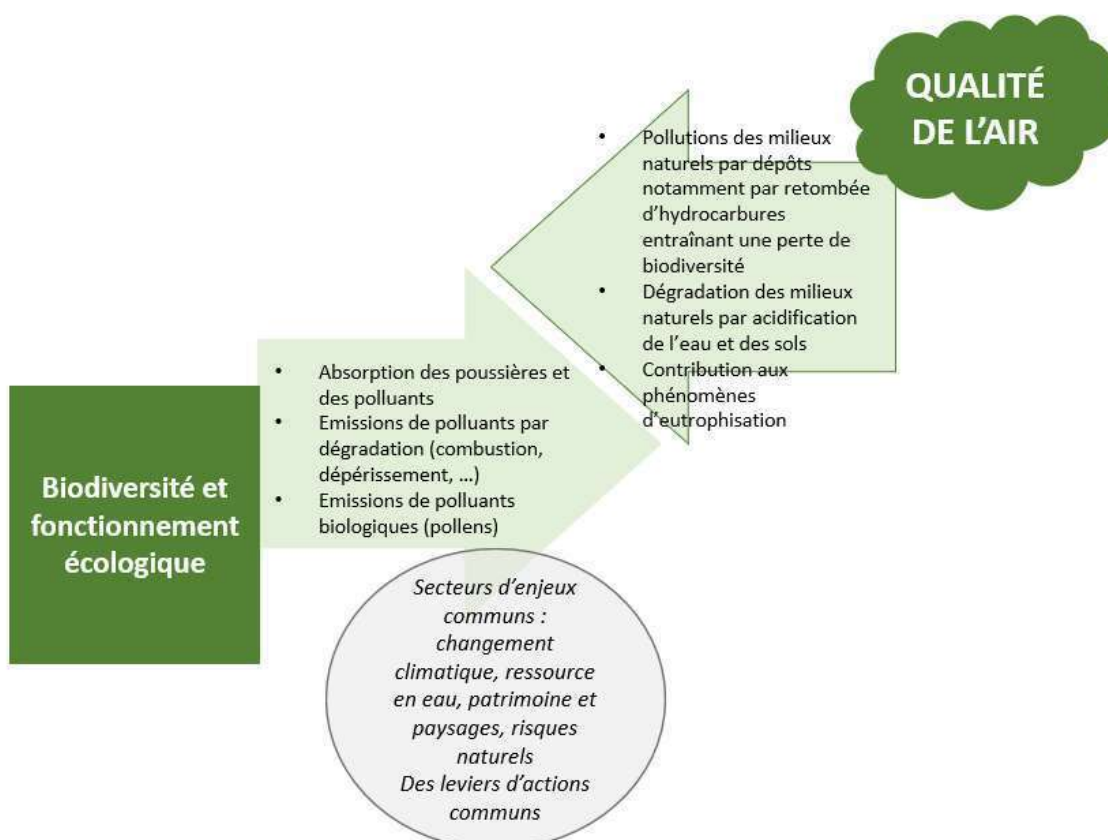 QUALITÉ
DE L'AIR
• Pollutions des milieux
naturels par dépôts
notamment par retombée
d'hydrocarbures
entraînant une perte de
biodiversité
• Dégradation des milieux
naturels par acidification
de l'eau et des sols
• Contribution aux
phénomènes
d'eutrophisation
• Absorption des poussières et
des polluants
• Emissions de polluants par
dégradation (combustion,
dépérissement, …)
• Emissions de polluants
biologiques (pollens)
Biodiversité et
fonctionnement
écologique
Secteurs d'enjeux
communs :
changement
climatique, ressource
en eau, patrimoine et
paysages, risques
naturels
Des leviers d'actions
communs